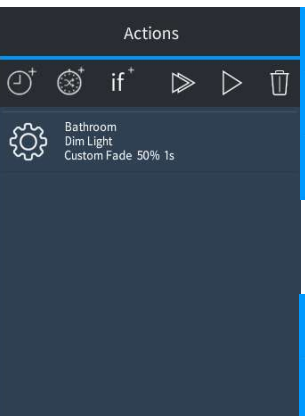 Actions
if+
Bathroom
Dim Light
Custom Fade 50% 1s